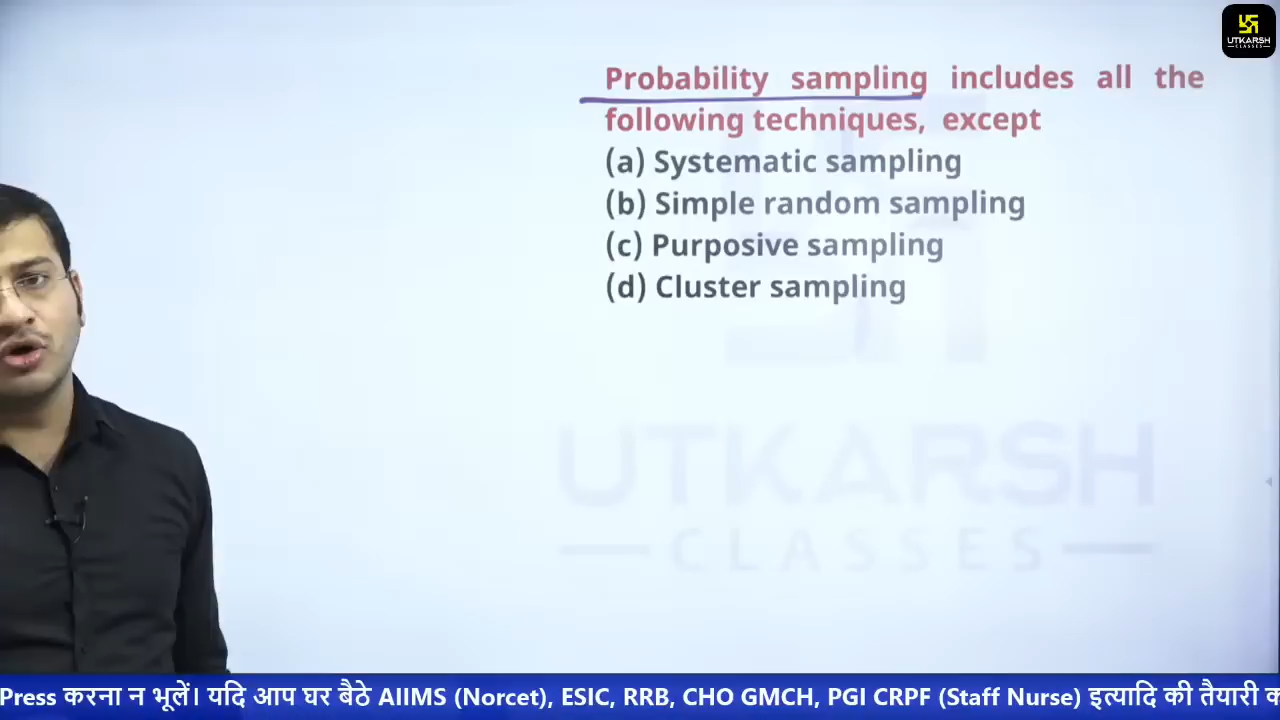 UTKARSH
CLASSES
Probability sampling includes all the
following techniques, except
(a) Systematic sampling
(b) Simple random sampling
(c) Purposive sampling
(d) Cluster sampling
UTKARSH
CLASSES
Press करना न भूलें। यदि आप घर बैठे AIIMS (Norcet), ESIC, RRB, CHO GMCH, PGI CRPF (Staff Nurse) इत्यादि की तैयारी